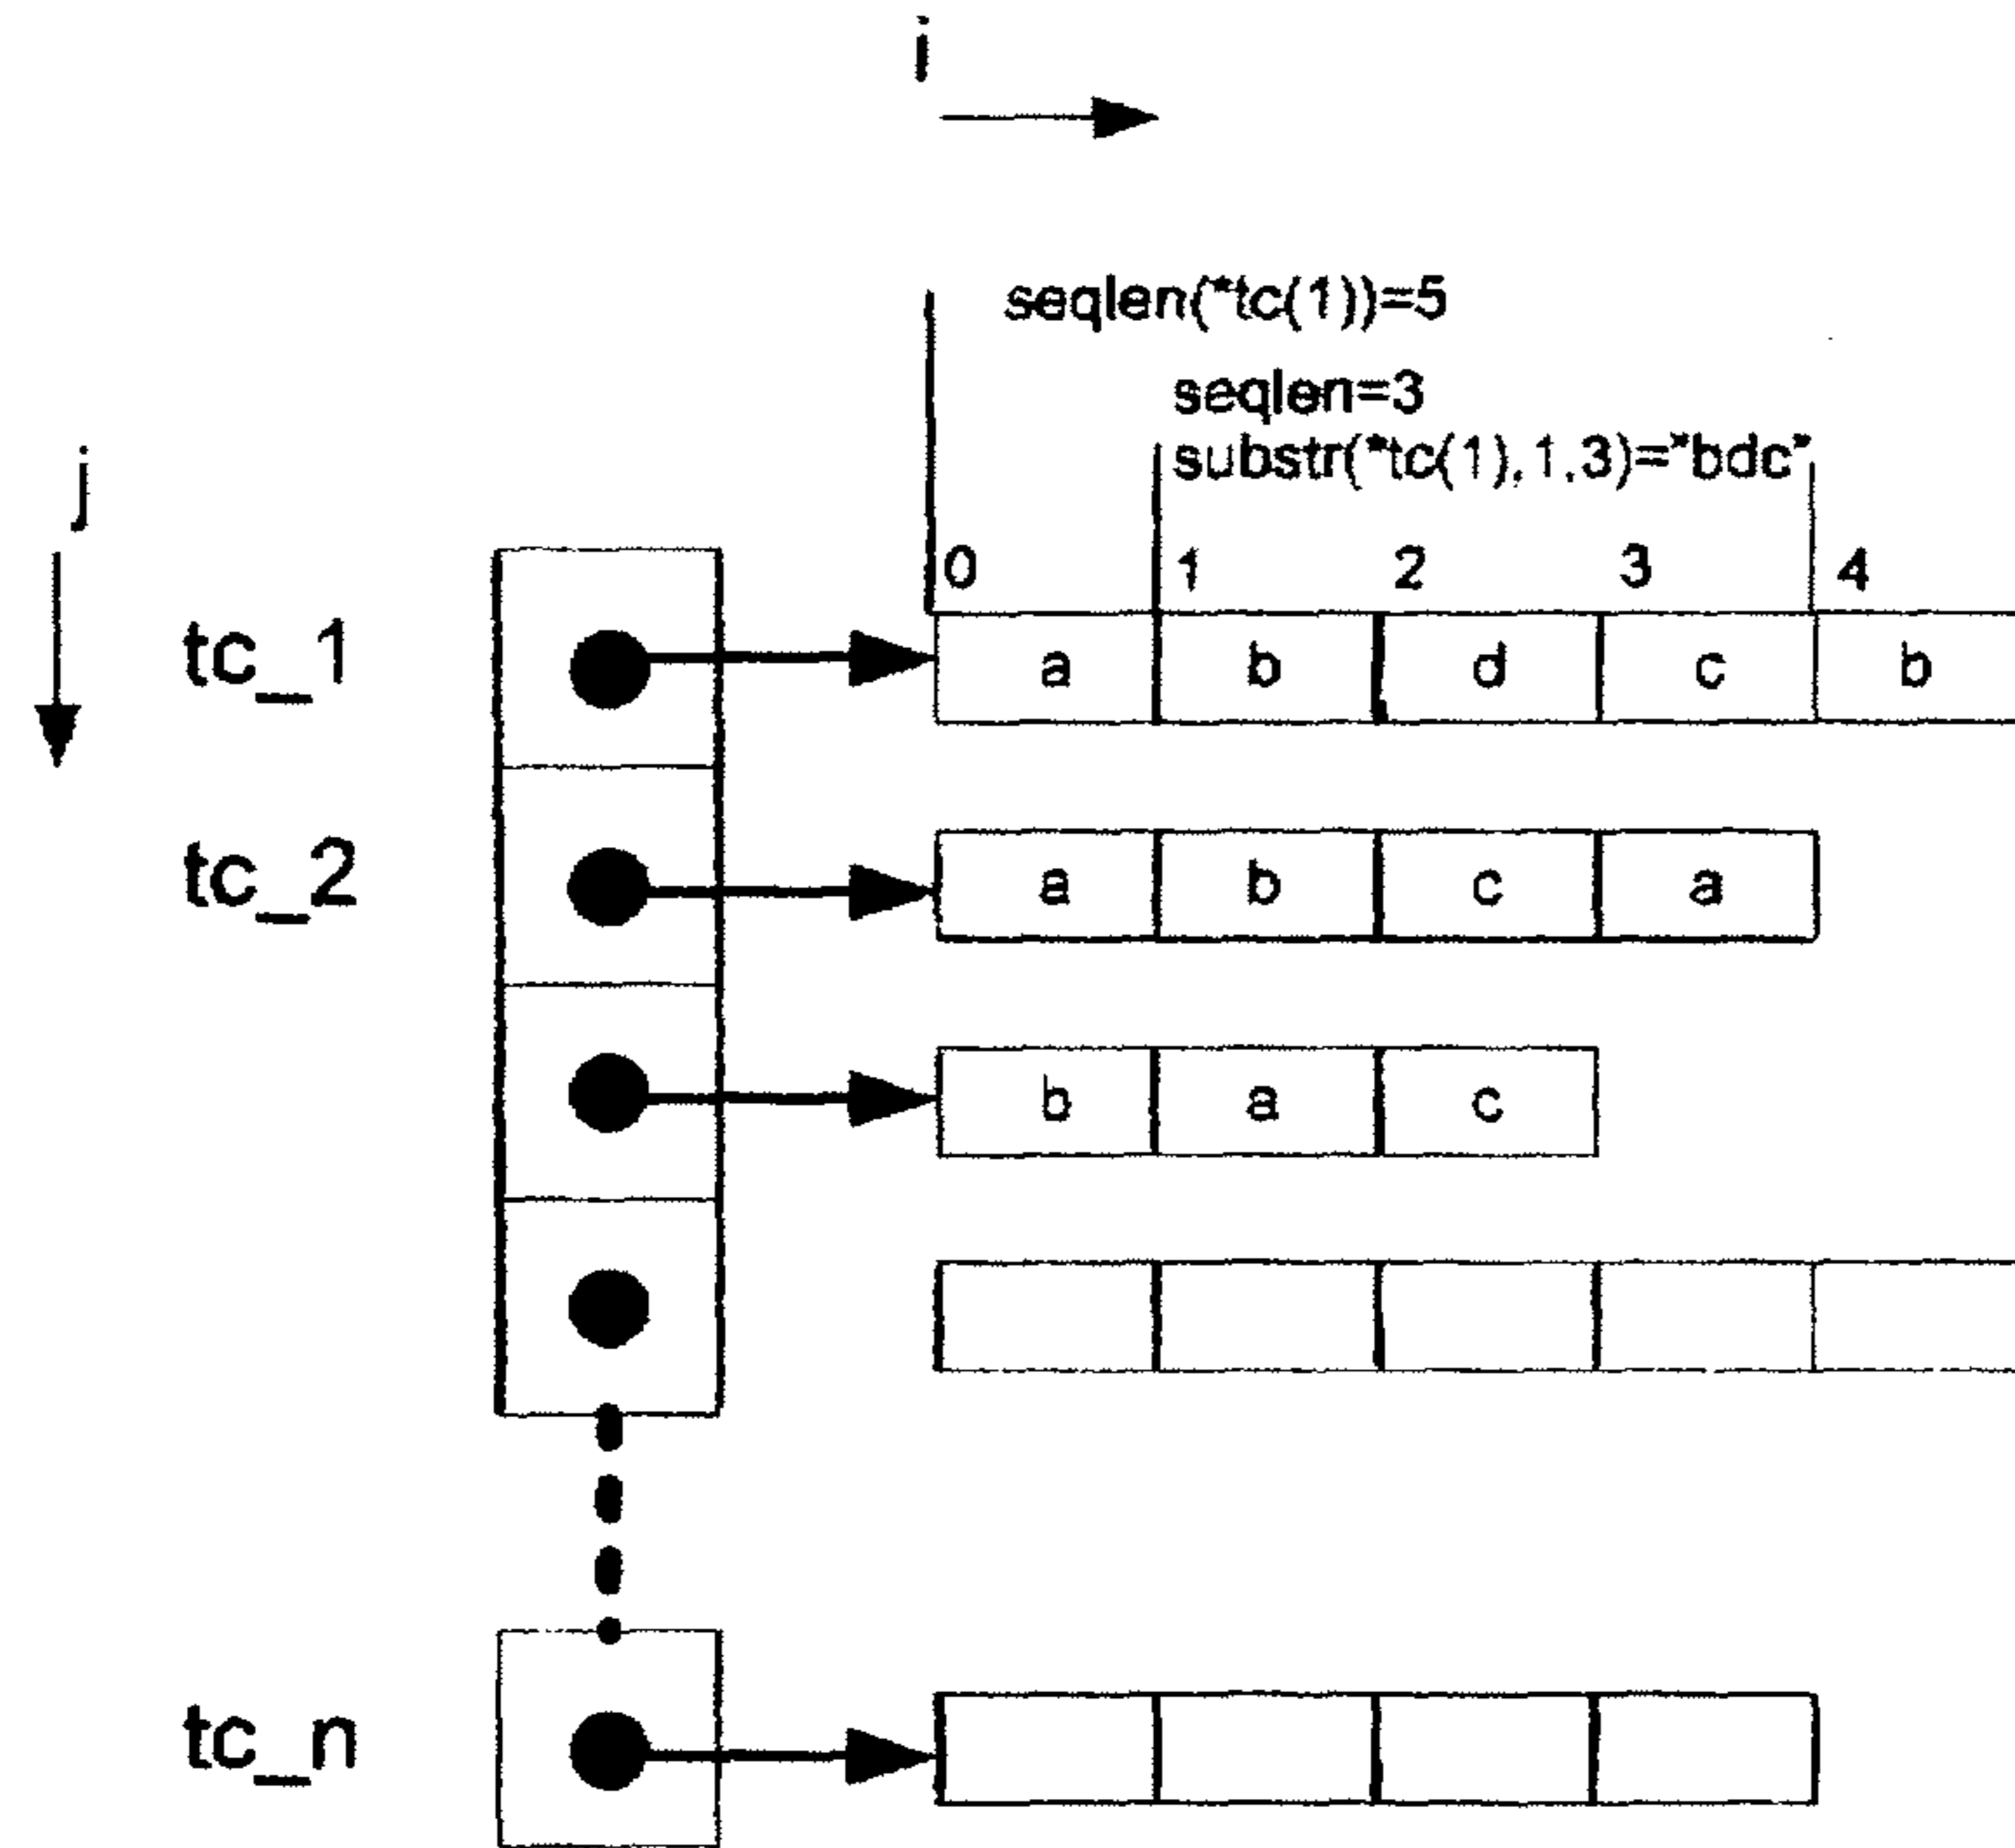 i
seqlen(*tc(1))=5
seqlen=3
substr(*tc(1),1,3)="bdc"
j
0 1 2 3 4
tc_1 a b d c b
tc_2 a b c a
b a c
tc_n